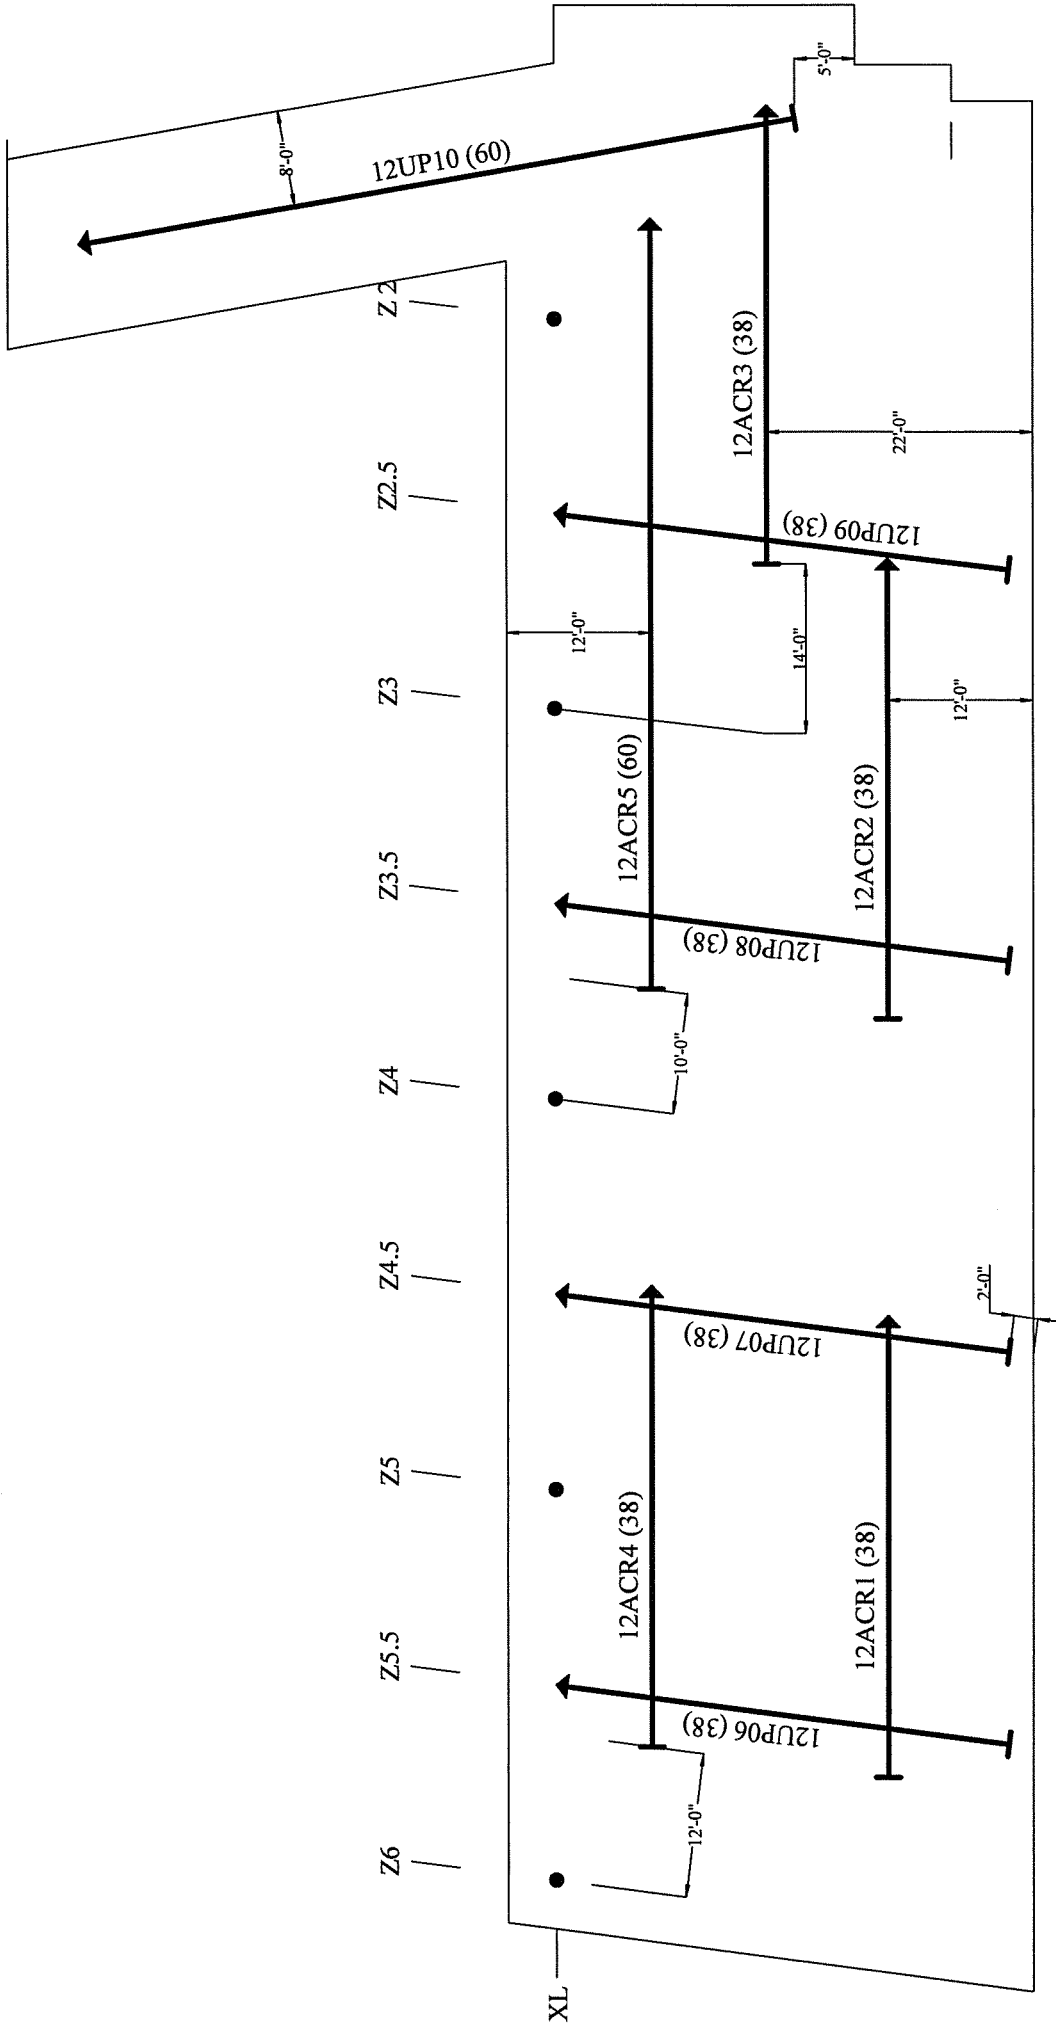 5'-0"
8'-0"
12UP10 (60)
Z 2
12ACR3 (38)
22'-0"
Z2.5
12UP09 (38)
12'-0"
14'-0"
Z3
12'-0"
12ACR5 (60)
12ACR2 (38)
Z3.5
12UP08 (38)
10'-0"
Z4
Z4.5
2'-0"
12UP07 (38)
Z5
12ACR4 (38)
12ACR1 (38)
Z5.5
12UP06 (38)
12'-0"
Z6
XL